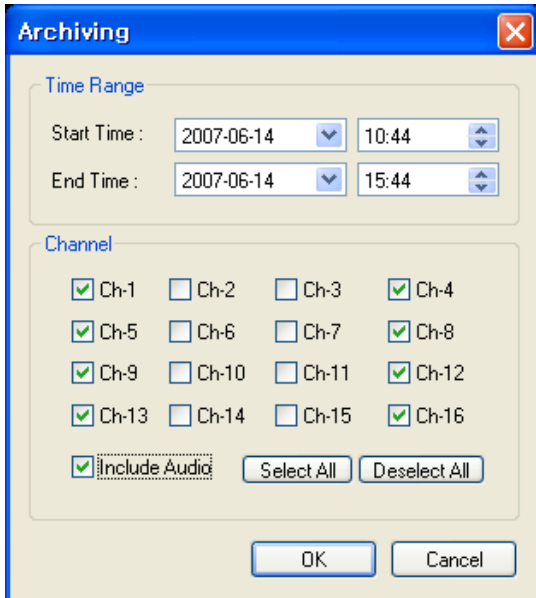 Archiving
Time Range
Start Time : 2007-06-14 10:44
End Time : 2007-06-14 15:44
Channel
Ch-1 Ch-2 Ch-3 Ch-4
Ch-5 Ch-6 Ch-7 Ch-8
Ch-9 Ch-10 Ch-11 Ch-12
Ch-13 Ch-14 Ch-15 Ch-16
Include Audio Select All Deselect All
OK Cancel